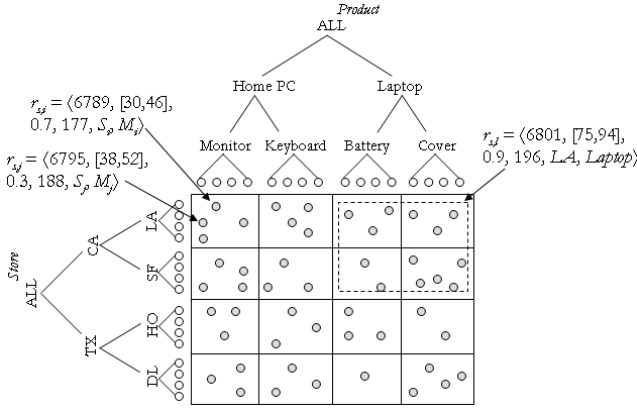 Product
ALL
Home PC
Laptop
r_{s,i} = ⟨6789, [30,46],
0.7, 177, S_i, M_i⟩
Monitor
Keyboard
Battery
Cover
r_{s,l} = ⟨6801, [75,94],
0.9, 196, LA, Laptop⟩
r_{s,j} = ⟨6795, [38,52],
0.3, 188, S_j, M_j⟩
Store
ALL
CA
TX
LA
SF
HO
DL